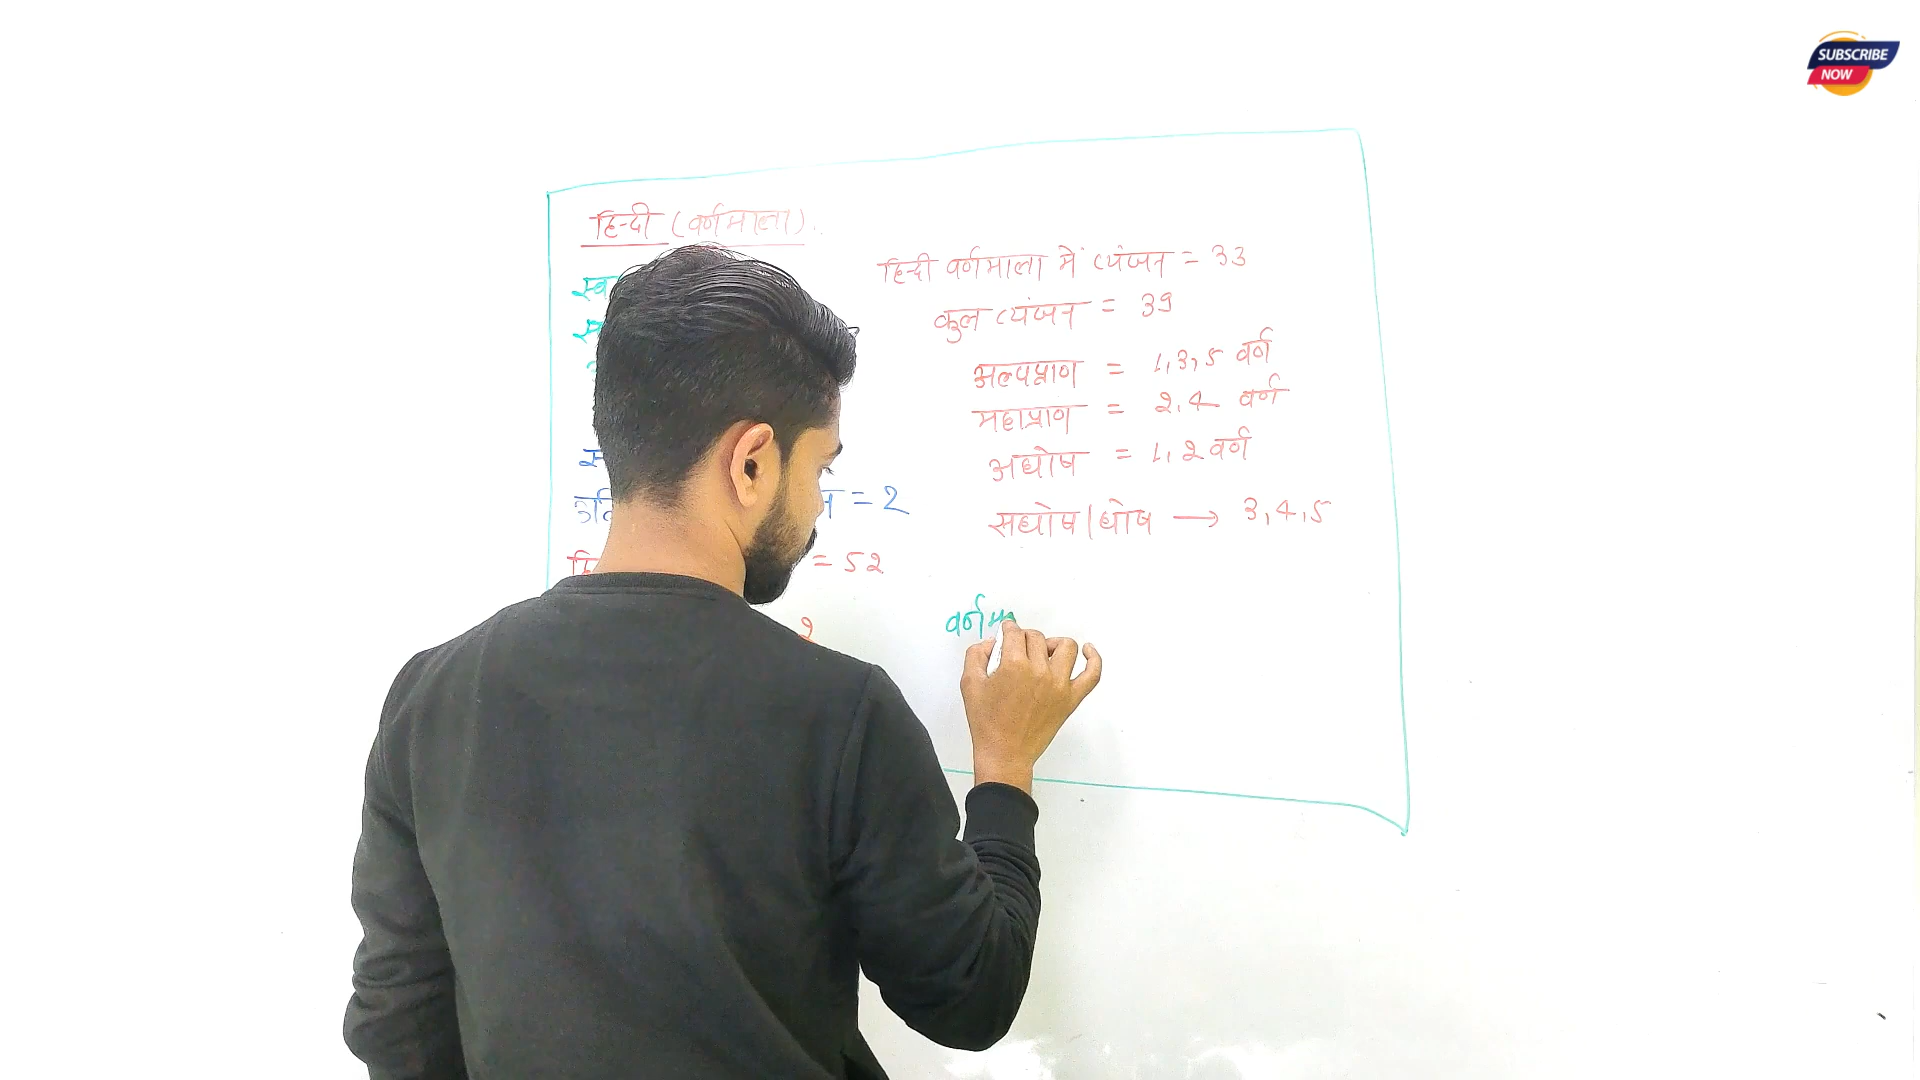 SUBSCRIBE
NOW
हिन्दी (वर्णमाला)
= 2
= 52
हिन्दी वर्णमाला में व्यंजन = 33
कुल व्यंजन = 39
अल्पप्राण = 1,3,5 वर्ण
महाप्राण = 2,4 वर्ण
अघोष = 1,2 वर्ण
सघोष/घोष → 3,4,5
वर्णमा